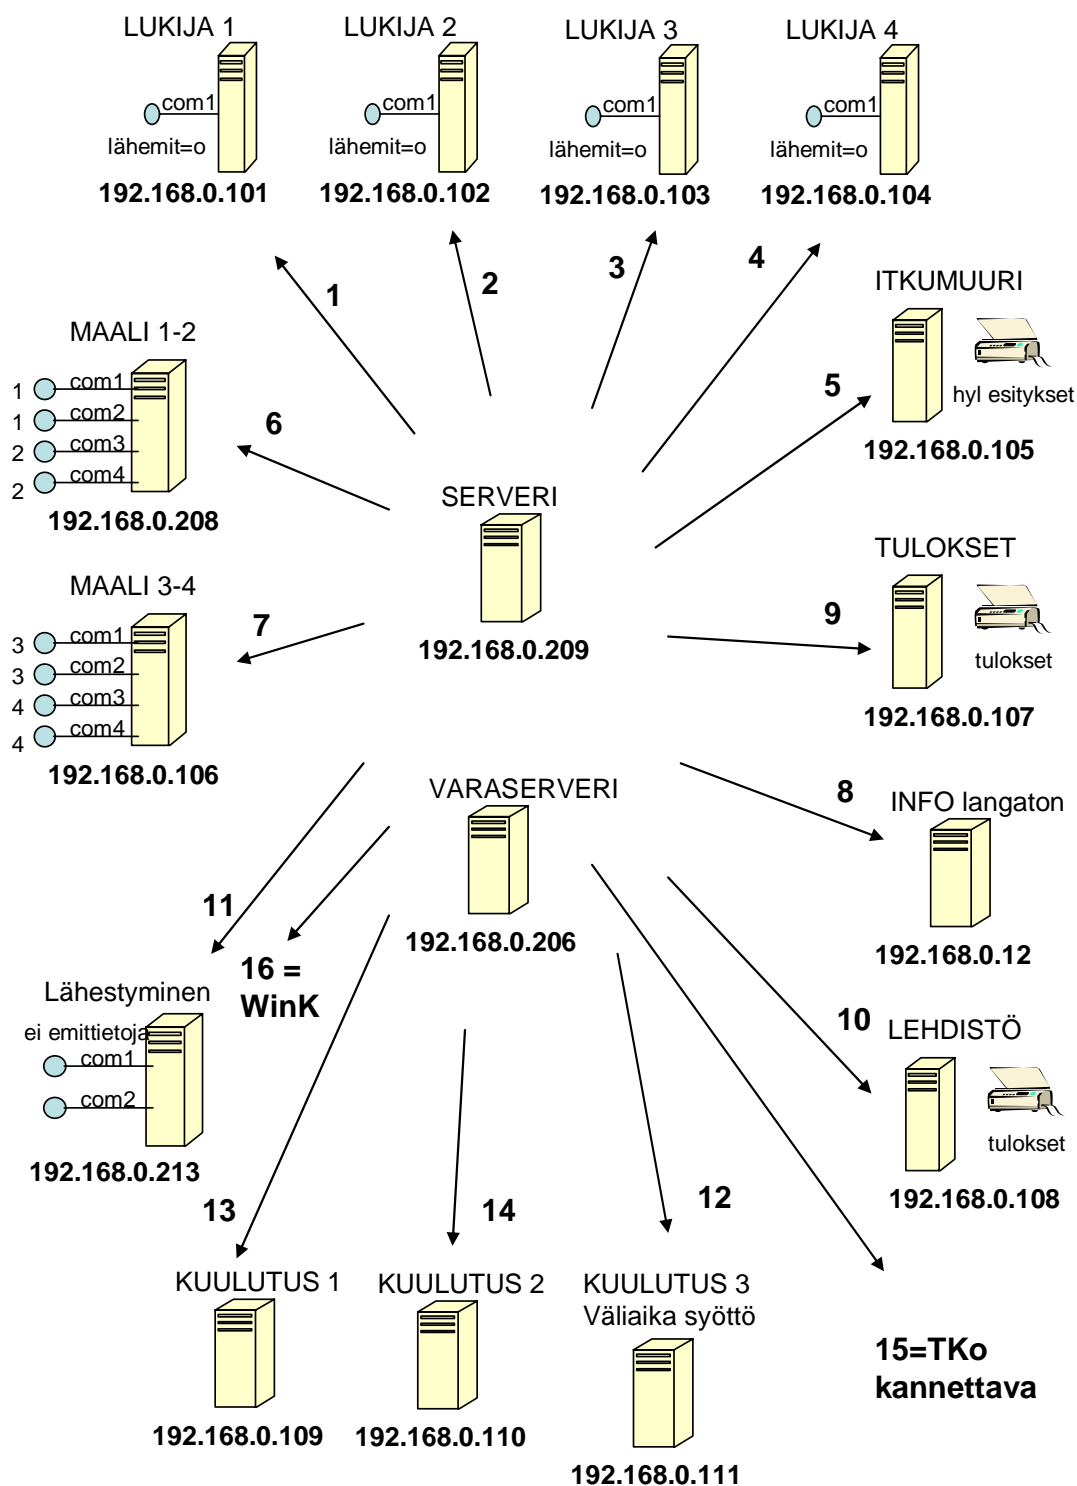 LUKIJA 1
com1
lähemit=o
192.168.0.101
LUKIJA 2
com1
lähemit=o
192.168.0.102
LUKIJA 3
com1
lähemit=o
192.168.0.103
LUKIJA 4
com1
lähemit=o
192.168.0.104
1
2
3
4
5
ITKUMUURI
hyl esitykset
192.168.0.105
MAALI 1-2
1 com1
1 com2
2 com3
2 com4
192.168.0.208
6
SERVERI
192.168.0.209
TULOKSET
tulokset
192.168.0.107
9
MAALI 3-4
3 com1
3 com2
4 com3
4 com4
192.168.0.106
7
VARASERVERI
192.168.0.206
8
INFO langaton
192.168.0.12
11
16 =
WinK
Lähestyminen
ei emittietoja
com1
com2
192.168.0.213
10
LEHDISTÖ
tulokset
192.168.0.108
13
14
12
KUULUTUS 1
192.168.0.109
KUULUTUS 2
192.168.0.110
KUULUTUS 3
Väliaika syöttö
192.168.0.111
15=TKo
kannettava